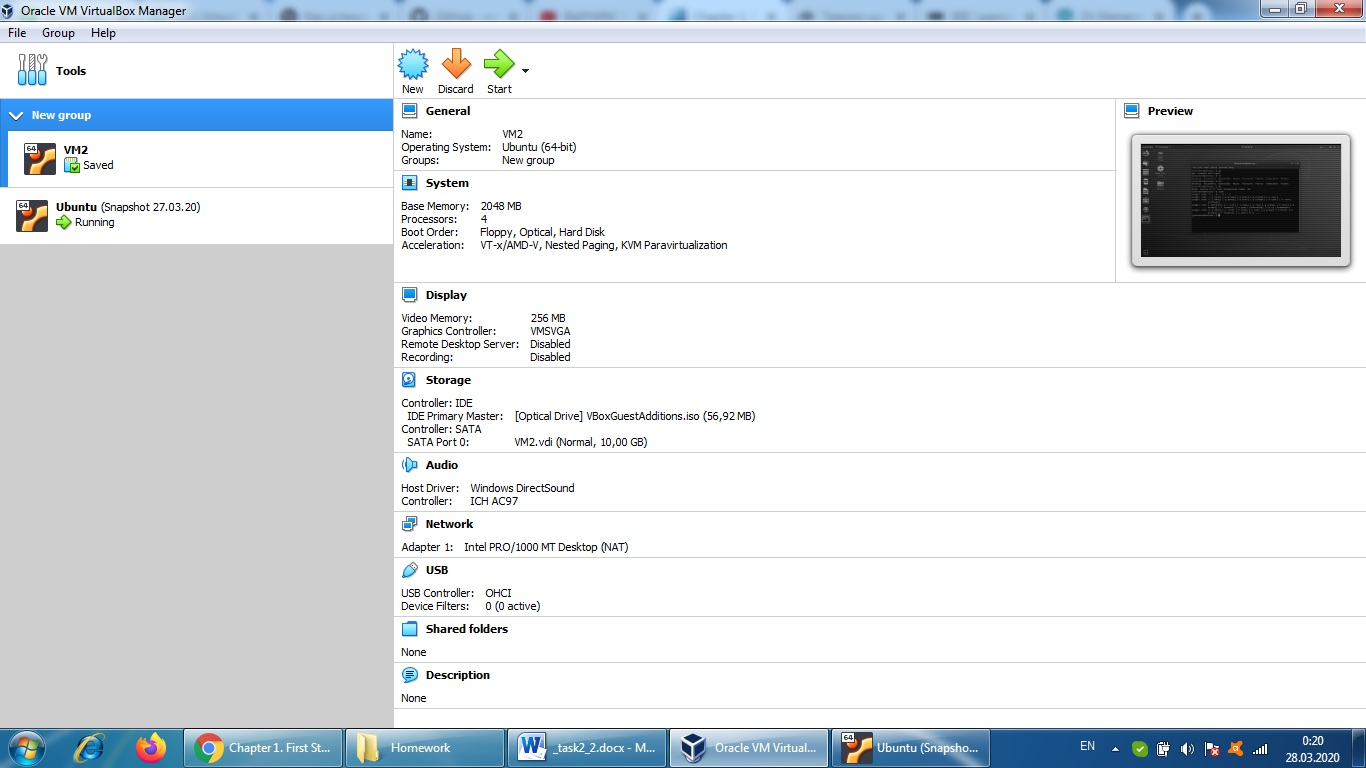 Oracle VM VirtualBox Manager
File Group Help
Tools
New Discard Start
New group
64 VM2
Saved
64 Ubuntu (Snapshot 27.03.20)
Running
General
Name: VM2
Operating System: Ubuntu (64-bit)
Groups: New group
Preview
System
Base Memory: 2048 MB
Processors: 4
Boot Order: Floppy, Optical, Hard Disk
Acceleration: VT-x/AMD-V, Nested Paging, KVM Paravirtualization
Display
Video Memory: 256 MB
Graphics Controller: VMSVGA
Remote Desktop Server: Disabled
Recording: Disabled
Storage
Controller: IDE
IDE Primary Master: [Optical Drive] VBoxGuestAdditions.iso (56,92 MB)
Controller: SATA
SATA Port 0: VM2.vdi (Normal, 10,00 GB)
Audio
Host Driver: Windows DirectSound
Controller: ICH AC97
Network
Adapter 1: Intel PRO/1000 MT Desktop (NAT)
USB
USB Controller: OHCI
Device Filters: 0 (0 active)
Shared folders
None
Description
None
Chapter 1. First St...
Homework
_task2_2.docx - M...
Oracle VM Virtual...
64 Ubuntu (Snapsho...
EN
0:20
28.03.2020